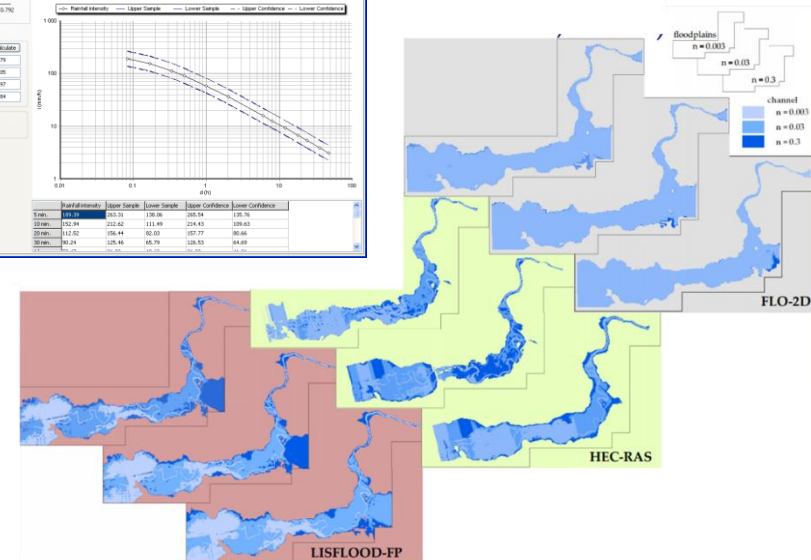 0.792
Rainfall Intensity Upper Sample Lower Sample Upper Confidence Lower Confidence
1 000
100
10
1
i (mm/h)
0.01 0.1 1 10 100
d (h)
Rainfall Intensity Upper Sample Lower Sample Upper Confidence Lower Confidence
5 min. 189.39 263.31 138.06 265.54 135.76
10 min. 152.94 212.62 111.49 214.43 109.63
20 min. 112.52 156.44 82.03 157.77 80.66
30 min. 90.24 125.46 65.79 126.53 64.69
floodplains
n = 0.003
n = 0.03
n = 0.3
channel
n = 0.003
n = 0.03
n = 0.3
FLO-2D
HEC-RAS
LISFLOOD-FP